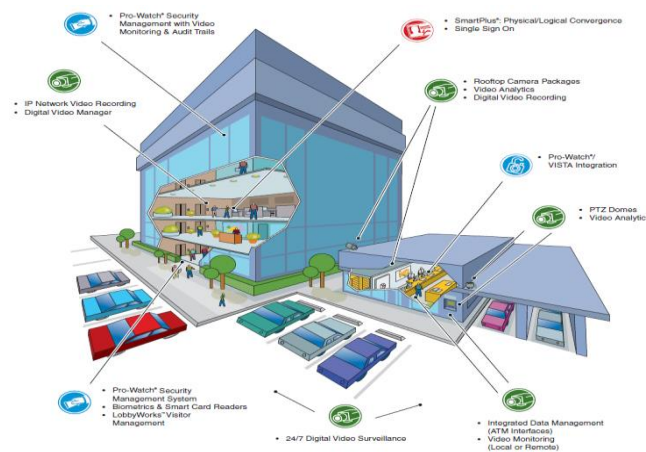 Pro-Watch® Security
Management with Video
Monitoring & Audit Trails
SmartPlus®: Physical/Logical Convergence
Single Sign On
IP Network Video Recording
Digital Video Manager
Rooftop Camera Packages
Video Analytics
Digital Video Recording
Pro-Watch®/
VISTA Integration
PTZ Domes
Video Analytic
Pro-Watch® Security
Management System
Biometrics & Smart Card Readers
LobbyWorks™ Visitor
Management
24/7 Digital Video Surveillance
Integrated Data Management
(ATM Interfaces)
Video Monitoring
(Local or Remote)